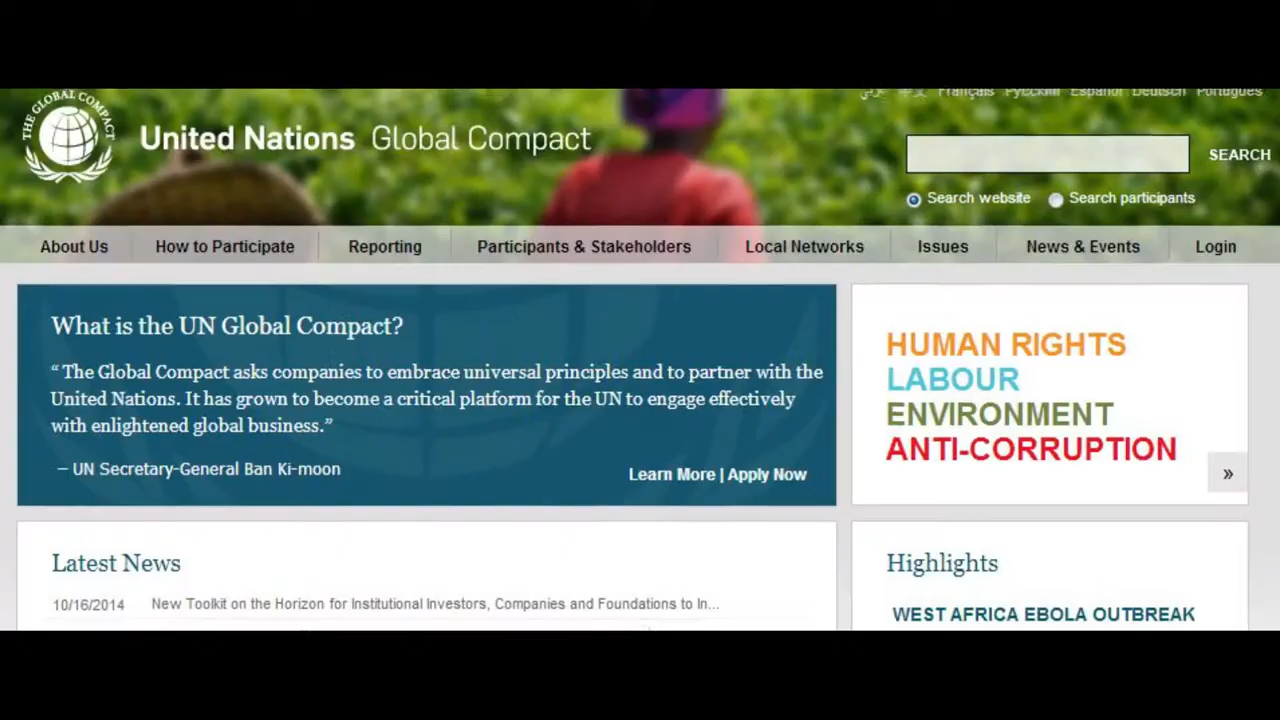 THE GLOBAL COMPACT
United Nations Global Compact
عربي 中文 Français Русский Español Deutsch Português
SEARCH
Search website Search participants
About Us How to Participate Reporting Participants & Stakeholders Local Networks Issues News & Events Login
What is the UN Global Compact?
“ The Global Compact asks companies to embrace universal principles and to partner with the
United Nations. It has grown to become a critical platform for the UN to engage effectively
with enlightened global business.”
– UN Secretary-General Ban Ki-moon
Learn More | Apply Now
HUMAN RIGHTS
LABOUR
ENVIRONMENT
ANTI-CORRUPTION
»
Latest News
10/16/2014 New Toolkit on the Horizon for Institutional Investors, Companies and Foundations to In...
Highlights
WEST AFRICA EBOLA OUTBREAK